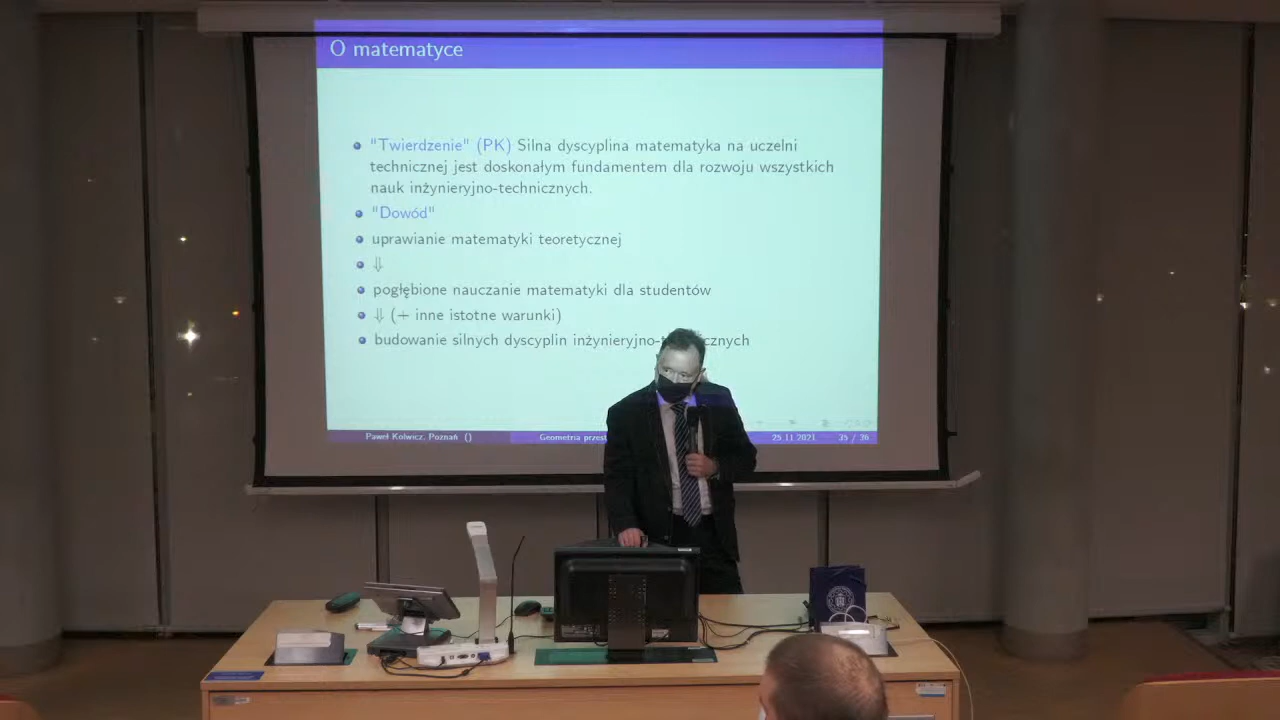 O matematyce
"Twierdzenie" (PK) Silna dyscyplina matematyka na uczelni
technicznej jest doskonałym fundamentem dla rozwoju wszystkich
nauk inżynieryjno-technicznych.
"Dowód"
uprawianie matematyki teoretycznej
⇓
pogłębione nauczanie matematyki dla studentów
⇓ (+ inne istotne warunki)
budowanie silnych dyscyplin inżynieryjno-t cznych
Paweł Kolwicz, Poznań () Geometria przest 25.11.2021 35 / 36